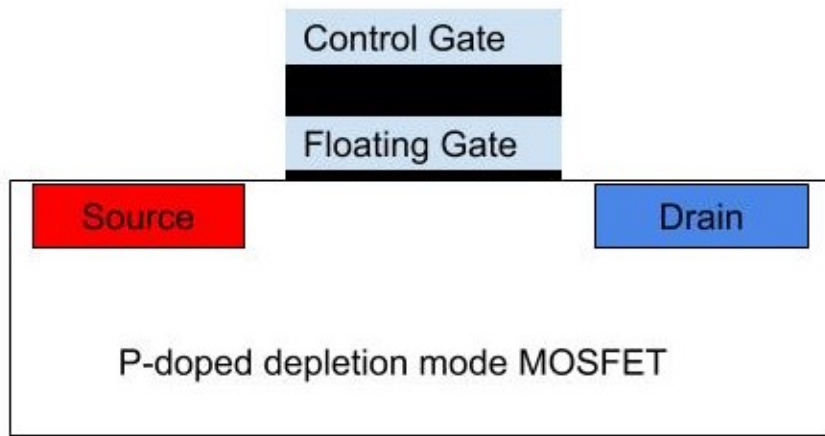 Control Gate
Floating Gate
Source
Drain
P-doped depletion mode MOSFET